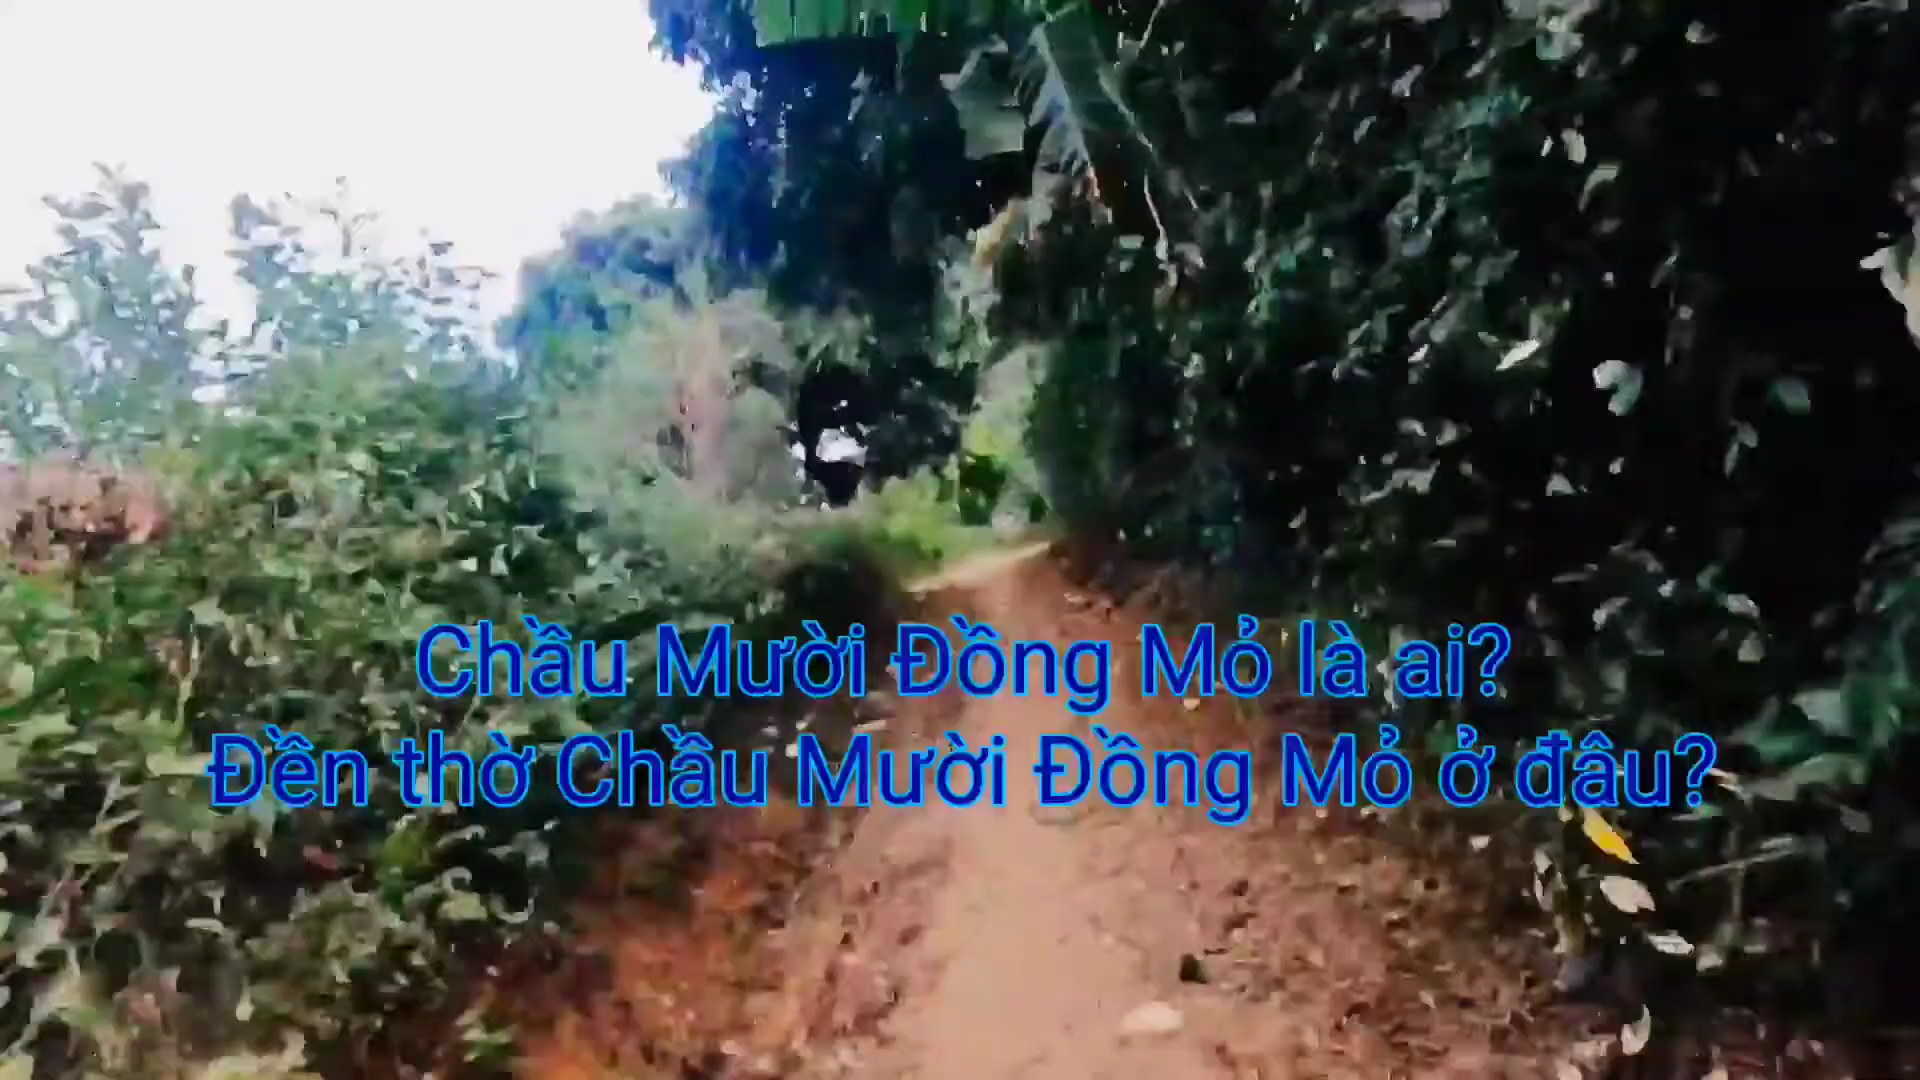 Chầu Mười Đồng Mỏ là ai?
Đền thờ Chầu Mười Đồng Mỏ ở đâu?